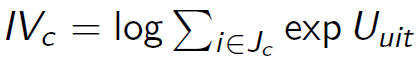 IV_c = log ∑_{i∈J_c} exp U_{uit}